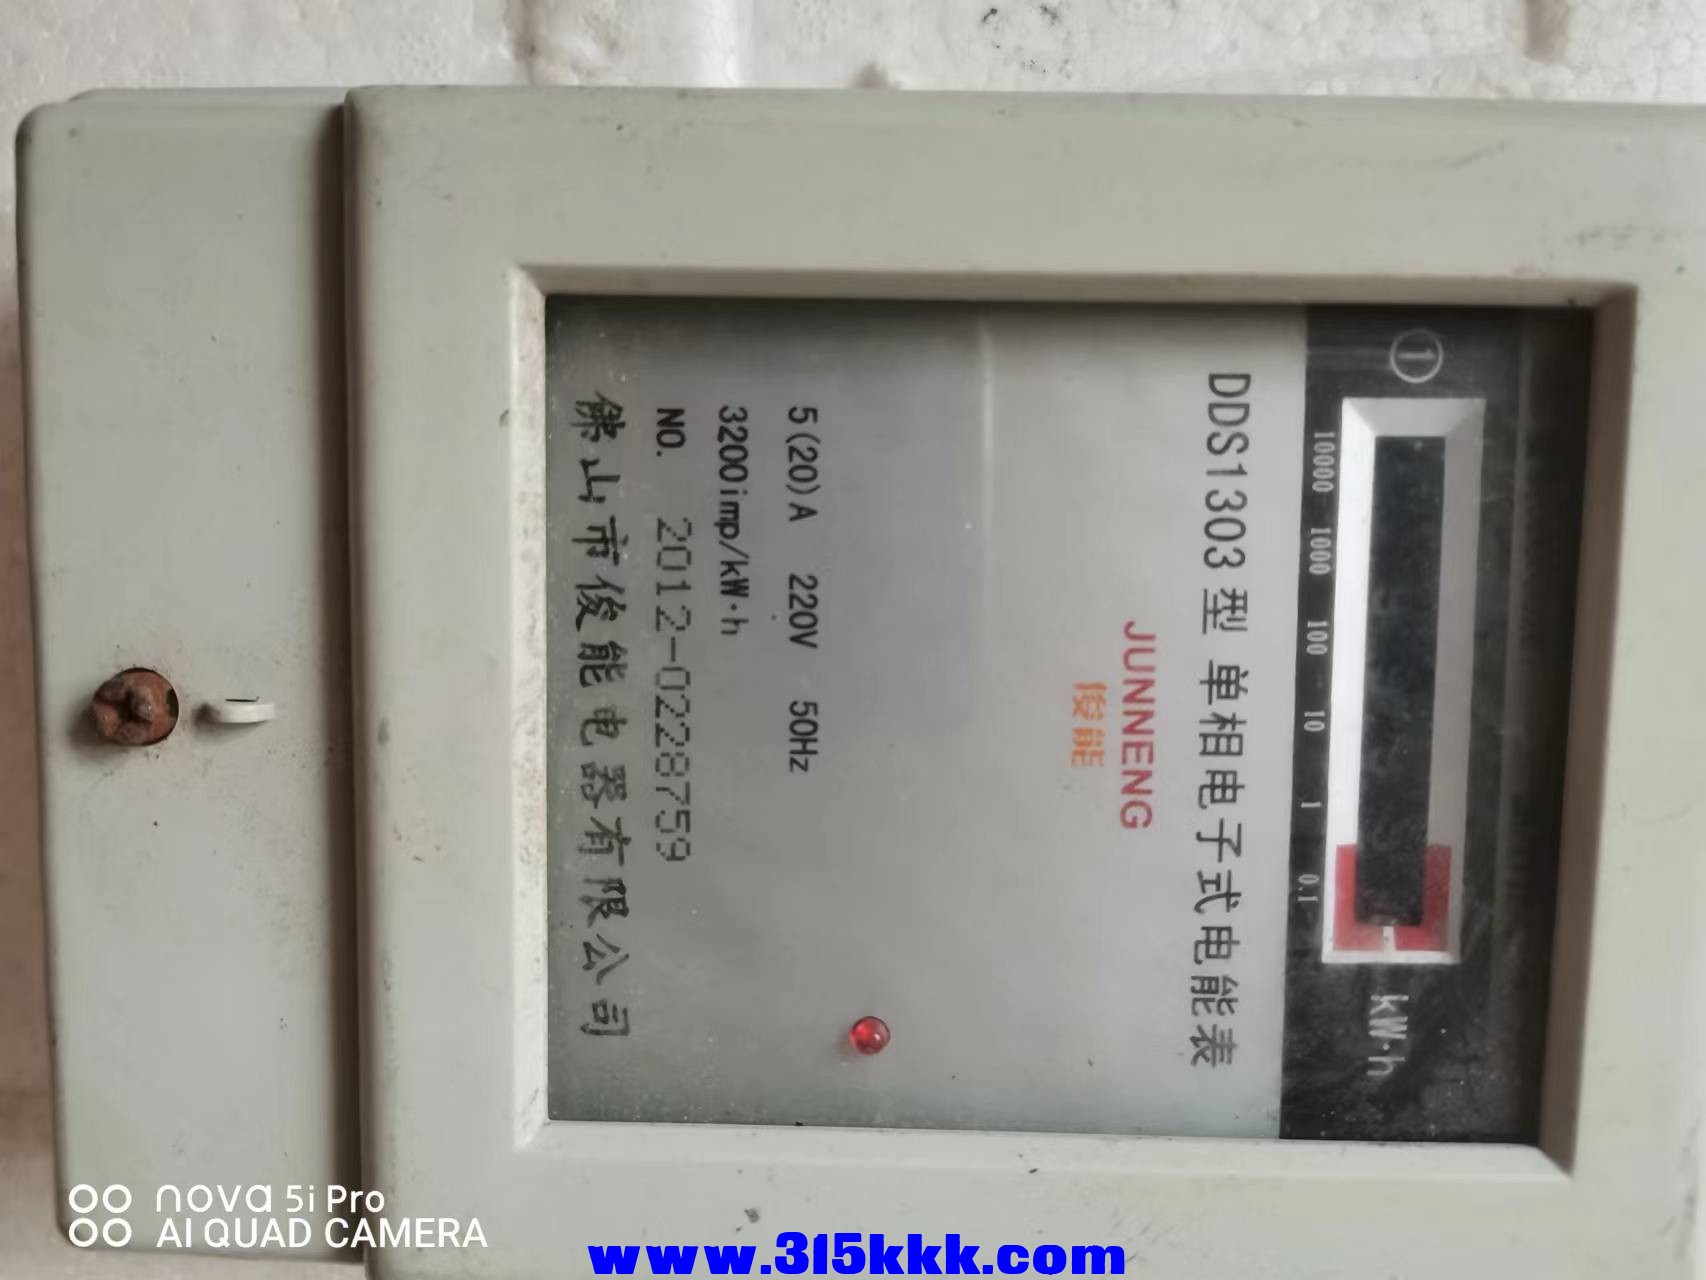 ①
kW·h
10000 1000 100 10 1 0.1
DDS1303型 单相电子式电能表
JUNNENG
俊能
5(20)A 220V 50Hz
3200imp/kW·h
NO. 2012-0228759
佛山市俊能电器有限公司
nova 5i Pro
AI QUAD CAMERA
www.315kkk.com